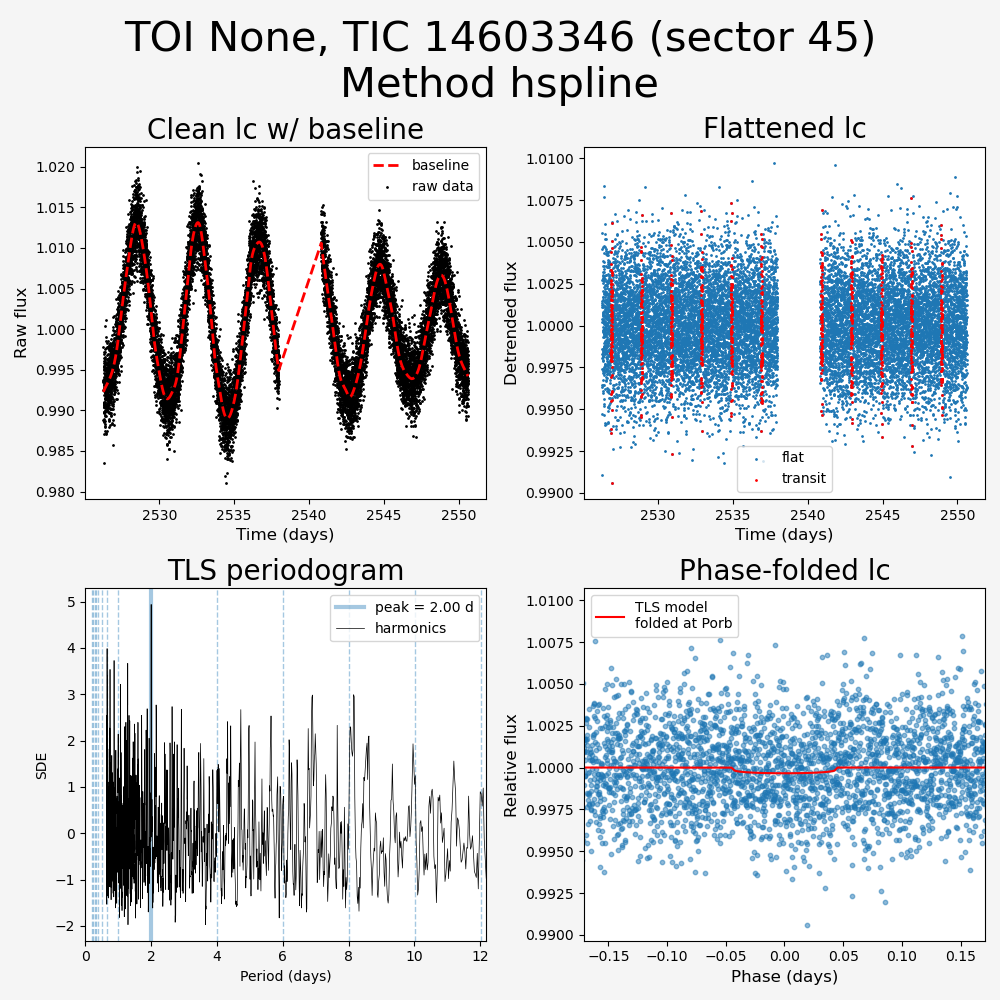 TOI None, TIC 14603346 (sector 45)
Method hspline
Clean lc w/ baseline
Flattened lc
1.020
1.015
1.010
1.005
1.000
0.995
0.990
0.985
0.980
Raw flux
baseline
raw data
2530
2535
2540
2545
2550
Time (days)
1.0100
1.0075
1.0050
1.0025
1.0000
0.9975
0.9950
0.9925
0.9900
Detrended flux
flat
transit
2530
2535
2540
2545
2550
Time (days)
TLS periodogram
Phase-folded lc
5
4
3
2
1
0
−1
−2
SDE
peak = 2.00 d
harmonics
0
2
4
6
8
10
12
Period (days)
1.0100
1.0075
1.0050
1.0025
1.0000
0.9975
0.9950
0.9925
0.9900
Relative flux
TLS model
folded at Porb
−0.15
−0.10
−0.05
0.00
0.05
0.10
0.15
Phase (days)